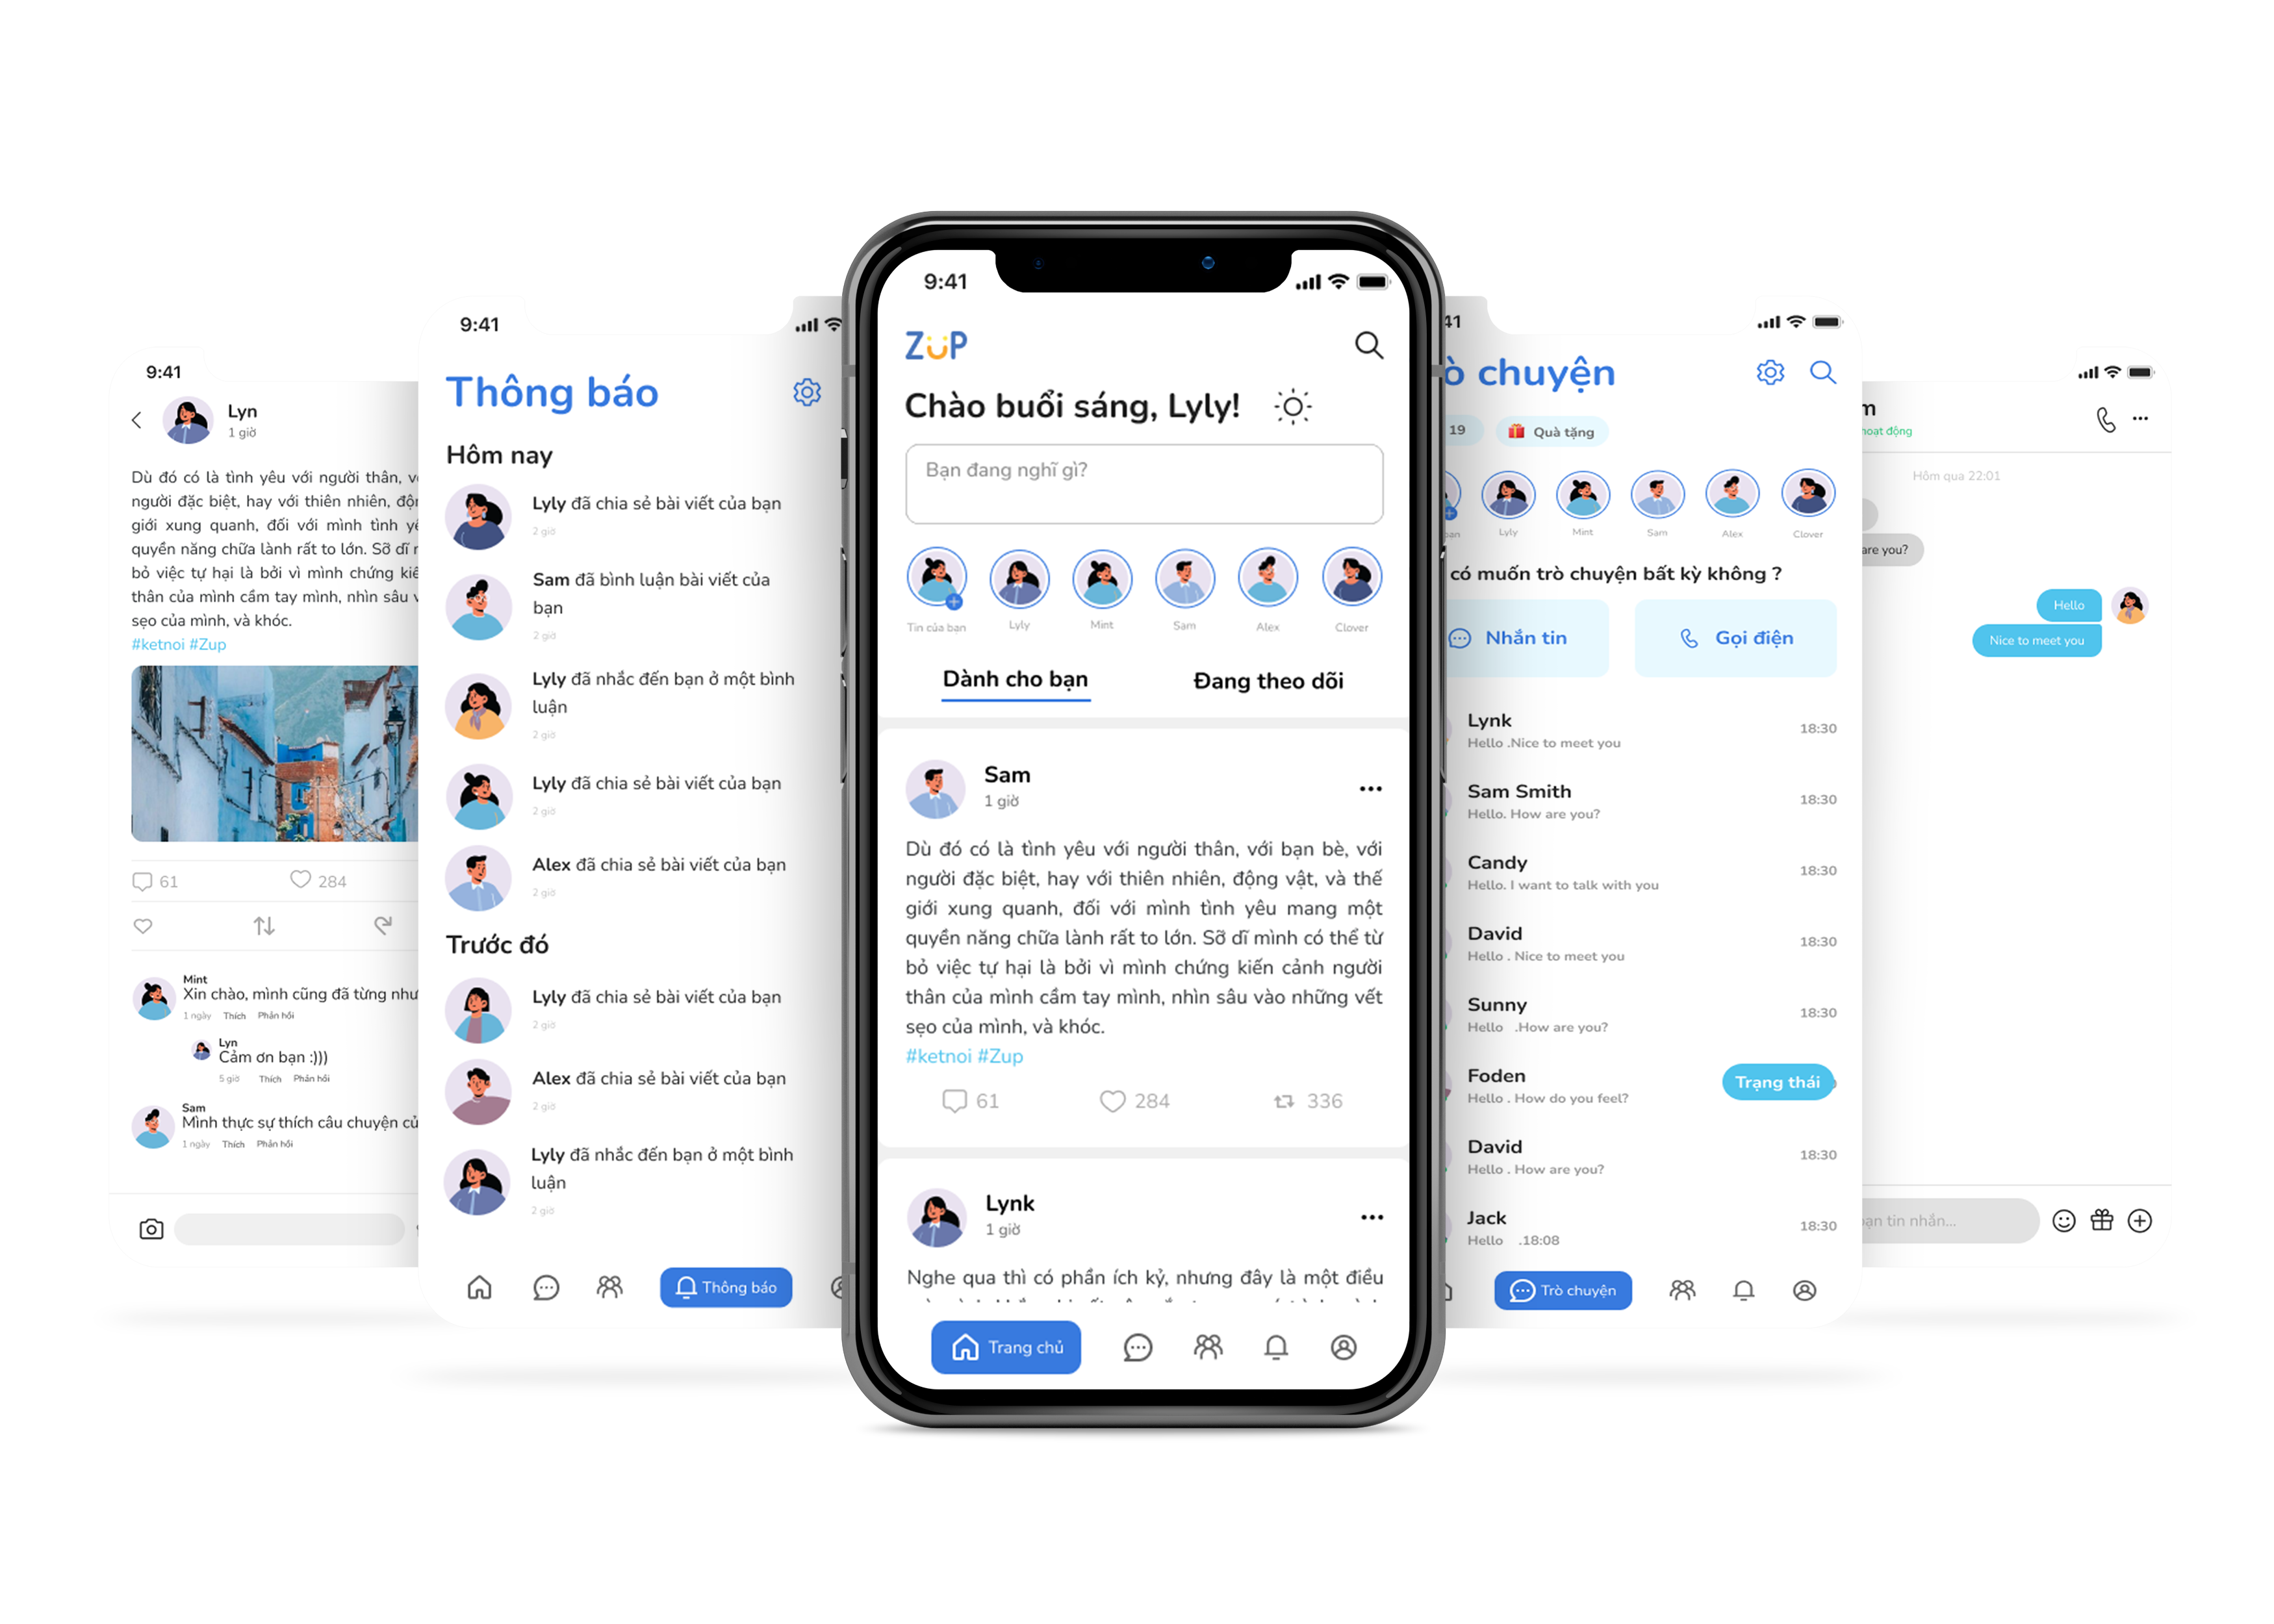 9:41
Lyn
1 giờ
Dù đó có là tình yêu với người thân,
người đặc biệt, hay với thiên nhiên,
giới xung quanh, đối với mình tình
quyền năng chữa lành rất to lớn. Sỡ dĩ
bỏ việc tự hại là bởi vì mình chứng
thân của mình cầm tay mình, nhìn sâu
sẹo của mình, và khóc.
#ketnoi #Zup
61
284
Mint
Xin chào, mình cũng đã từng như
1 ngày Thích Phản hồi
Lyn
Cảm ơn bạn :)))
5 giờ Thích Phản hồi
Sam
Mình thực sự thích câu chuyện
1 ngày Thích Phản hồi
9:41
Thông báo
Hôm nay
Lyly đã chia sẻ bài viết của bạn
2 giờ
Sam đã bình luận bài viết của
bạn
2 giờ
Lyly đã nhắc đến bạn ở một bình
luận
2 giờ
Lyly đã chia sẻ bài viết của bạn
2 giờ
Alex đã chia sẻ bài viết của bạn
2 giờ
Trước đó
Lyly đã chia sẻ bài viết của bạn
2 giờ
Alex đã chia sẻ bài viết của bạn
2 giờ
Lyly đã nhắc đến bạn ở một bình
luận
2 giờ
Thông báo
9:41
ZUP
Chào buổi sáng, Lyly!
Bạn đang nghĩ gì?
Tin của bạn Lyly Mint Sam Alex Clover
Dành cho bạn Đang theo dõi
Sam
1 giờ
Dù đó có là tình yêu với người thân, với bạn bè, với
người đặc biệt, hay với thiên nhiên, động vật, và thế
giới xung quanh, đối với mình tình yêu mang một
quyền năng chữa lành rất to lớn. Sỡ dĩ mình có thể từ
bỏ việc tự hại là bởi vì mình chứng kiến cảnh người
thân của mình cầm tay mình, nhìn sâu vào những vết
sẹo của mình, và khóc.
#ketnoi #Zup
61 284 336
Lynk
1 giờ
Nghe qua thì có phần ích kỷ, nhưng đây là một điều
Trang chủ
41
chuyện
19 Quà tặng
Lyly Mint Sam Alex Clover
có muốn trò chuyện bất kỳ không ?
Nhắn tin Gọi điện
Lynk
Hello .Nice to meet you
18:30
Sam Smith
Hello. How are you?
18:30
Candy
Hello. I want to talk with you
18:30
David
Hello . Nice to meet you
18:30
Sunny
Hello .How are you?
18:30
Foden
Hello . How do you feel?
Trạng thái
David
Hello . How are you?
18:30
Jack
Hello .18:08
18:30
Trò chuyện
hoạt động
Hôm qua 22:01
are you?
Hello
Nice to meet you
tin nhắn...